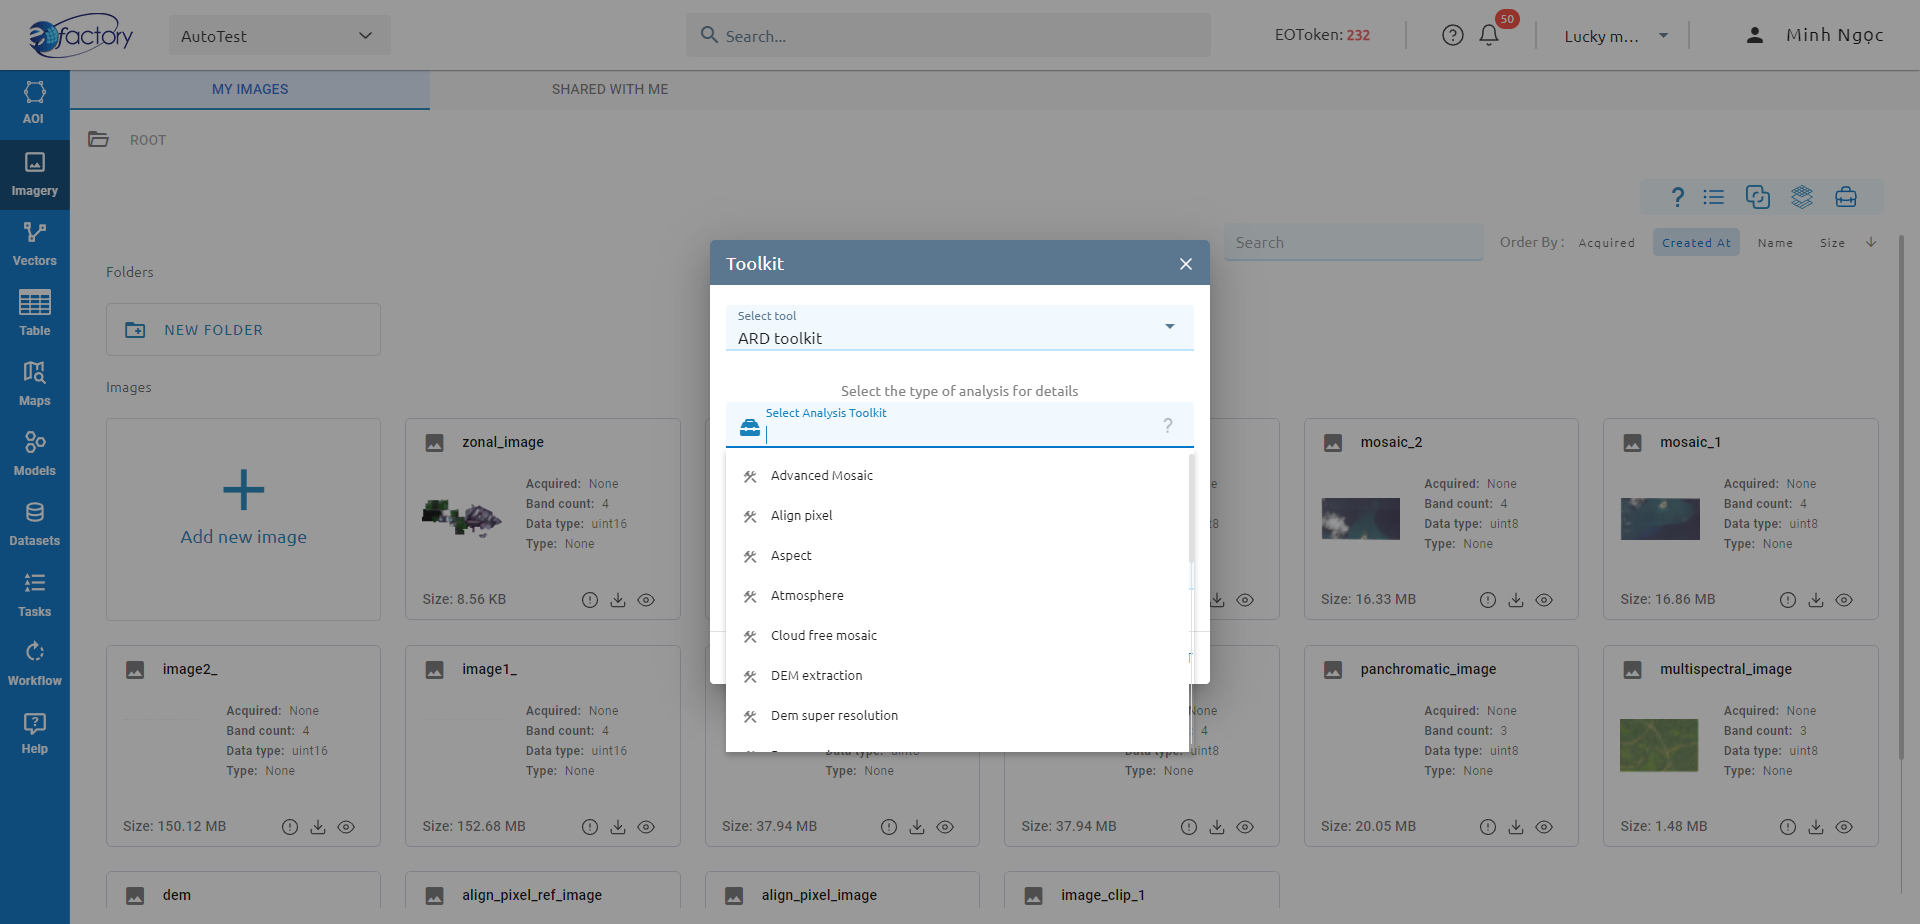 eofactory
AutoTest
Search...
EOToken: 232
50
Lucky m...
Minh Ngọc
AOI
Imagery
Vectors
Table
Maps
Models
Datasets
Tasks
Workflow
Help
MY IMAGES
SHARED WITH ME
ROOT
Search
Order By :
Acquired
Created At
Name
Size
Folders
NEW FOLDER
Images
Add new image
zonal_image
Acquired: None
Band count: 4
Data type: uint16
Type: None
Size: 8.56 KB
mosaic_2
Acquired: None
Band count: 4
Data type: uint8
Type: None
Size: 16.33 MB
mosaic_1
Acquired: None
Band count: 4
Data type: uint8
Type: None
Size: 16.86 MB
Toolkit
Select tool
ARD toolkit
Select the type of analysis for details
Select Analysis Toolkit
?
Advanced Mosaic
Align pixel
Aspect
Atmosphere
Cloud free mosaic
DEM extraction
Dem super resolution
image2_
Acquired: None
Band count: 4
Data type: uint16
Type: None
Size: 150.12 MB
image1_
Acquired: None
Band count: 4
Data type: uint16
Type: None
Size: 152.68 MB
Type: None
Size: 37.94 MB
None
4
uint8
Type: None
Size: 37.94 MB
panchromatic_image
Acquired: None
Band count: 3
Data type: uint8
Type: None
Size: 20.05 MB
multispectral_image
Acquired: None
Band count: 3
Data type: uint8
Type: None
Size: 1.48 MB
dem
align_pixel_ref_image
align_pixel_image
image_clip_1